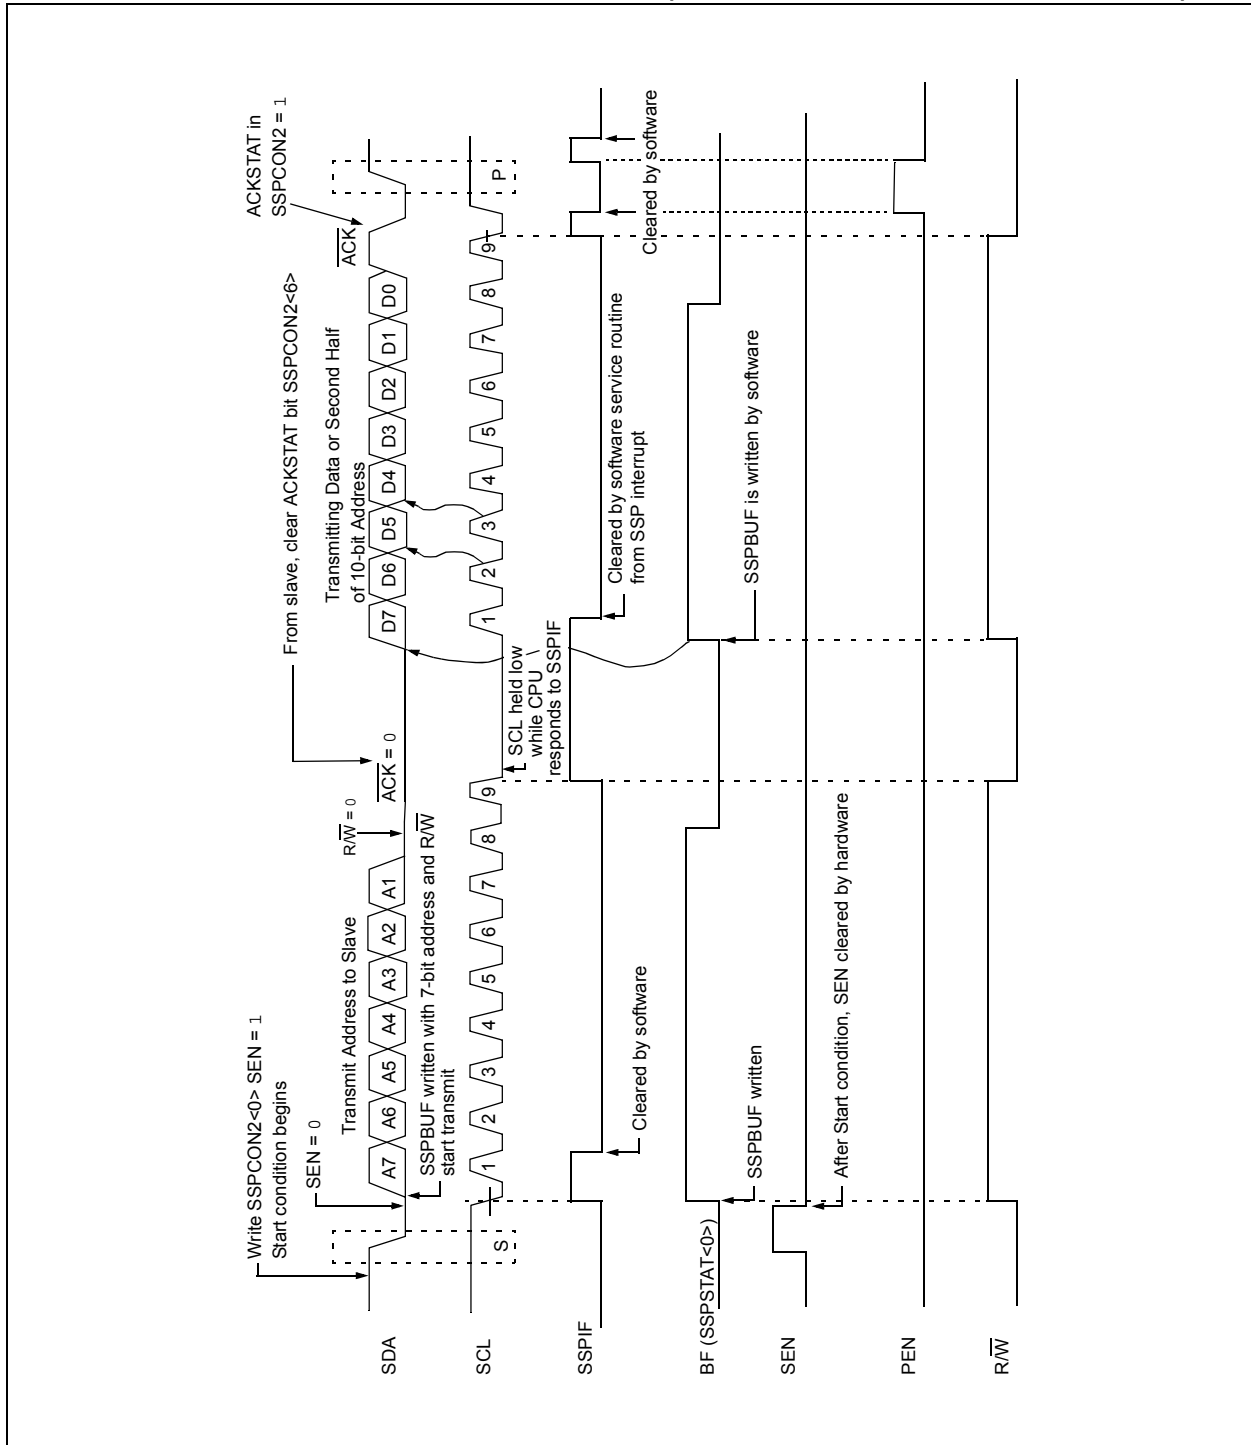 Write SSPCON2<0> SEN = 1
Start condition begins
SEN = 0
Transmit Address to Slave
R/W = 0
From slave, clear ACKSTAT bit SSPCON2<6>
ACK = 0
Transmitting Data or Second Half
of 10-bit Address
ACK
ACKSTAT in
SSPCON2 = 1
SDA
A7 A6 A5 A4 A3 A2 A1
D7 D6 D5 D4 D3 D2 D1 D0
SSPBUF written with 7-bit address and R/W
start transmit
SCL
S
1 2 3 4 5 6 7 8 9
1 2 3 4 5 6 7 8 9
P
SCL held low
while CPU
responds to SSPIF
SSPIF
Cleared by software
Cleared by software service routine
from SSP interrupt
Cleared by software
Cleared by software
BF (SSPSTAT<0>)
SSPBUF written
SSPBUF is written by software
SEN
After Start condition, SEN cleared by hardware
PEN
R/W